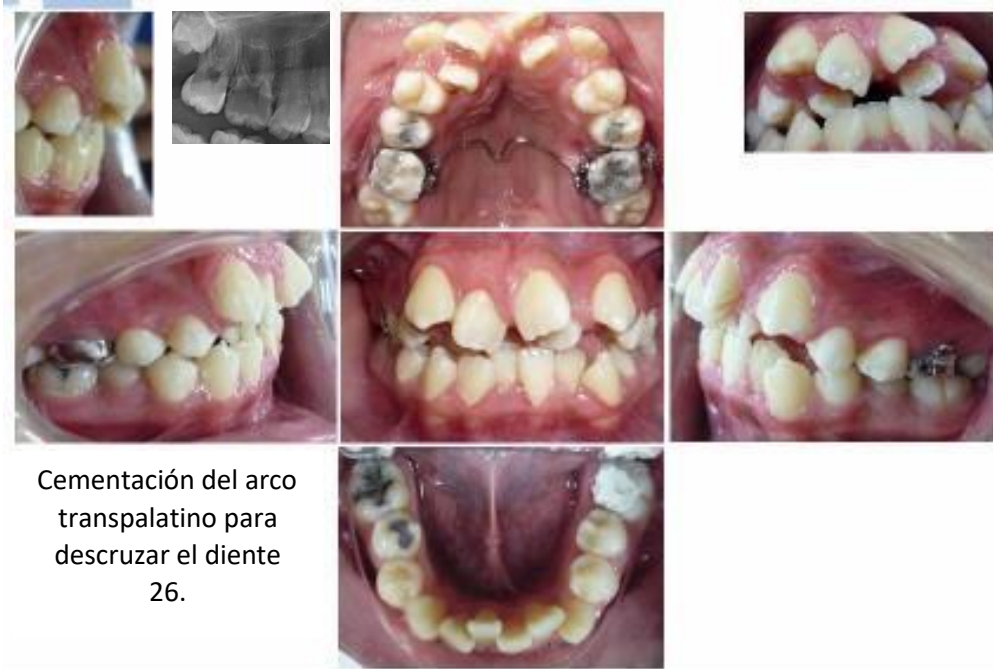 Cementación del arco
transpalatino para
descruzar el diente
26.